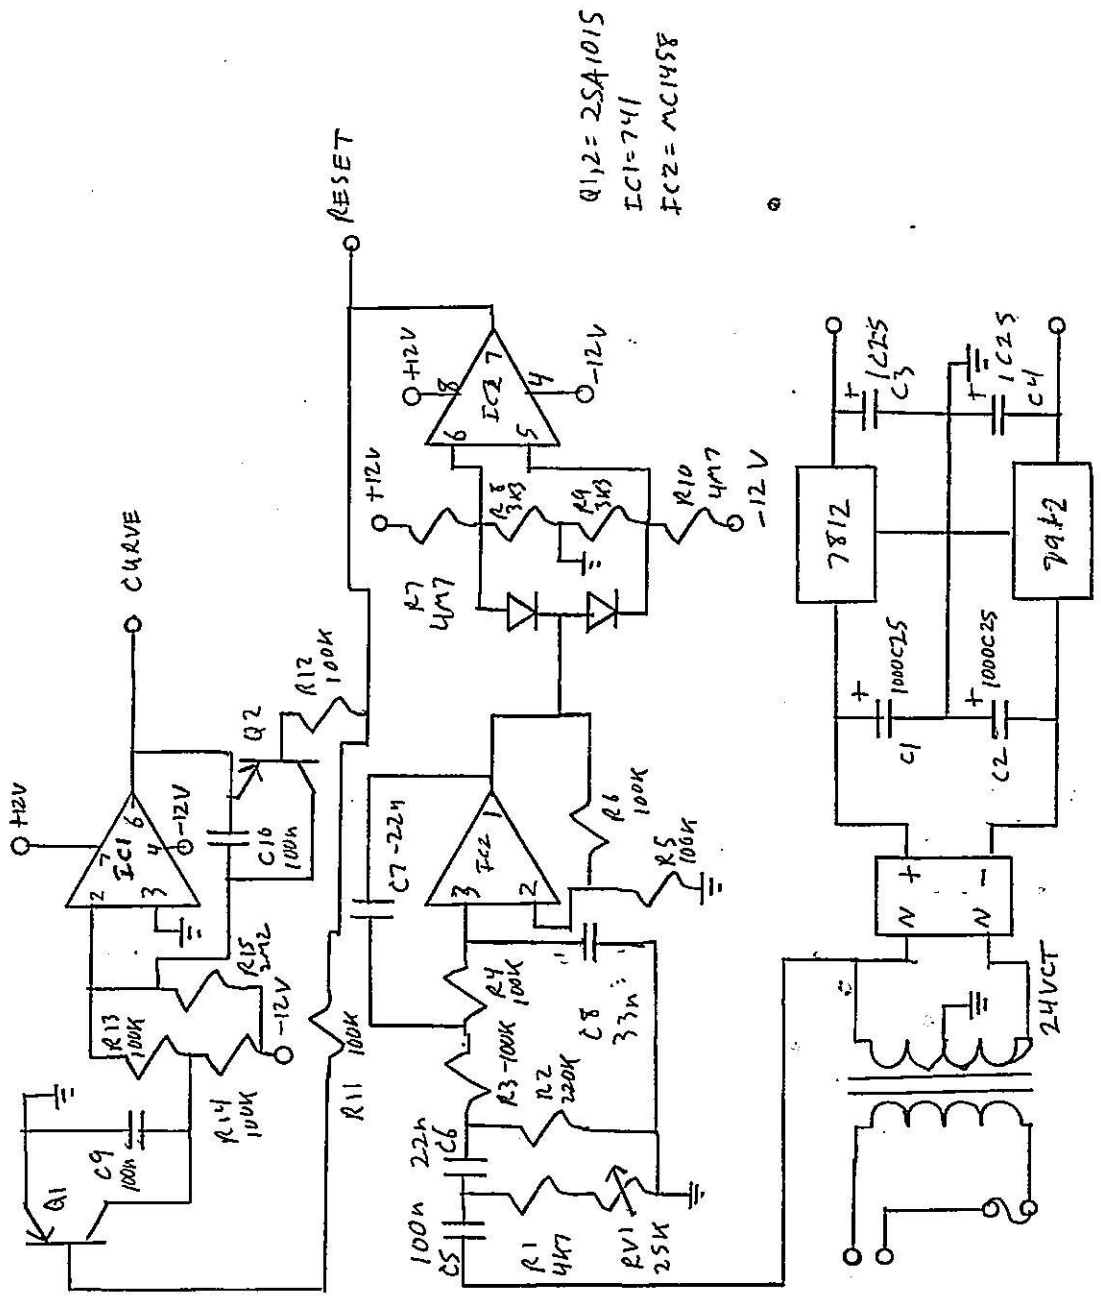 +12V
7
IC1
2
3
4
6
-12V
CURVE
C16
100n
Q2
R12
100K
R15
2M2
R13
100K
R14
100K
-12V
C9
100n
Q1
R11
100K
RESET
+12V
8
IC2
6
5
7
4
-12V
+12V
R7
4M7
R8
3K3
R9
3K3
R10
4M7
-12V
C7-22n
3
IC2
2
1
R6
100K
R5
100K
R4
100K
C8
33n
R3-100K
R2
220K
22n
C6
100n
C5
R1
4K7
RV1
25K
Q1,2=2SA1015
IC1=741
IC2=MC1458
24VCT
N
+
N
-
+
1000C25
C1
+
1000C25
C2
7812
7912
+
1C25
C3
+
1C25
C4